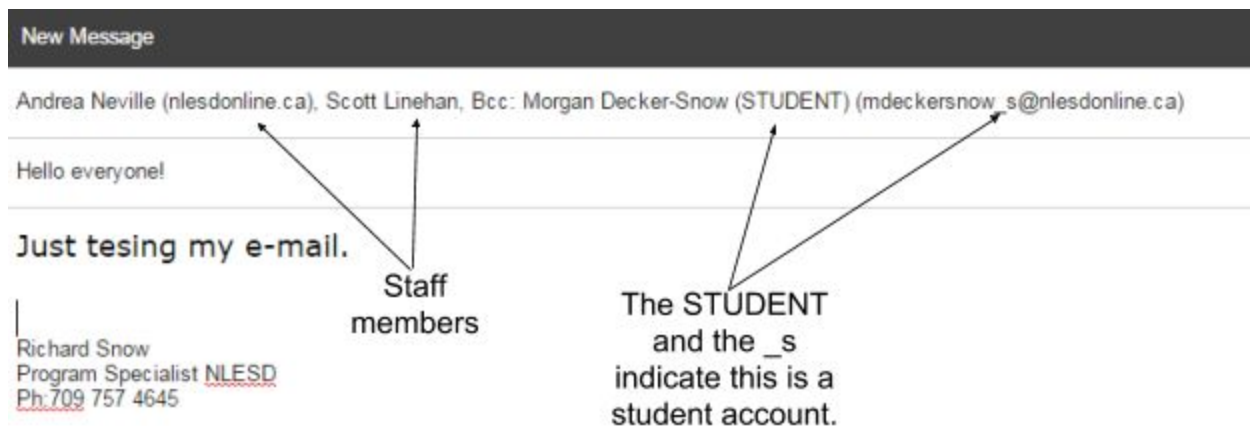 New Message
Andrea Neville (nlesdonline.ca), Scott Linehan, Bcc: Morgan Decker-Snow (STUDENT) (mdeckersnow_s@nlesdonline.ca)
Hello everyone!
Just tesing my e-mail.
Staff
members
The STUDENT
and the _s
indicate this is a
student account.
Richard Snow
Program Specialist NLESD
Ph:709 757 4645